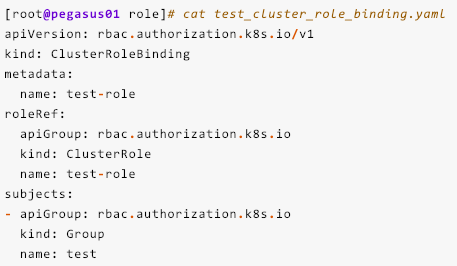 [root@pegasus01 role]# cat test_cluster_role_binding.yaml
apiVersion: rbac.authorization.k8s.io/v1
kind: ClusterRoleBinding
metadata:
  name: test-role
roleRef:
  apiGroup: rbac.authorization.k8s.io
  kind: ClusterRole
  name: test-role
subjects:
- apiGroup: rbac.authorization.k8s.io
  kind: Group
  name: test